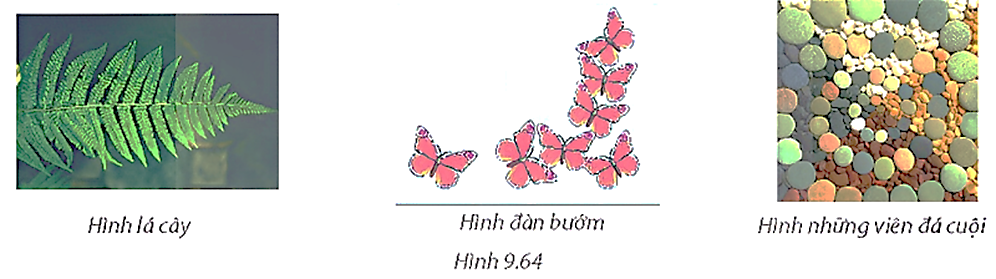 Hình lá cây
Hình đàn bướm
Hình những viên đá cuội
Hình 9.64